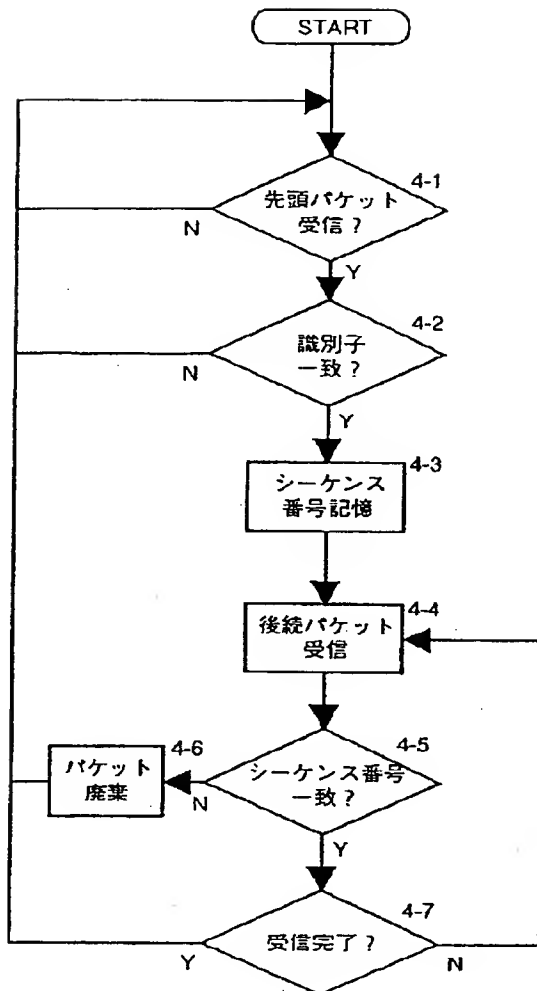 START
4-1
先頭パケット
受信？
N
Y
4-2
識別子
一致？
N
Y
4-3
シーケンス
番号記憶
4-4
後続パケット
受信
4-6
パケット
廃棄
4-5
シーケンス番号
一致？
N
Y
4-7
受信完了？
Y
N